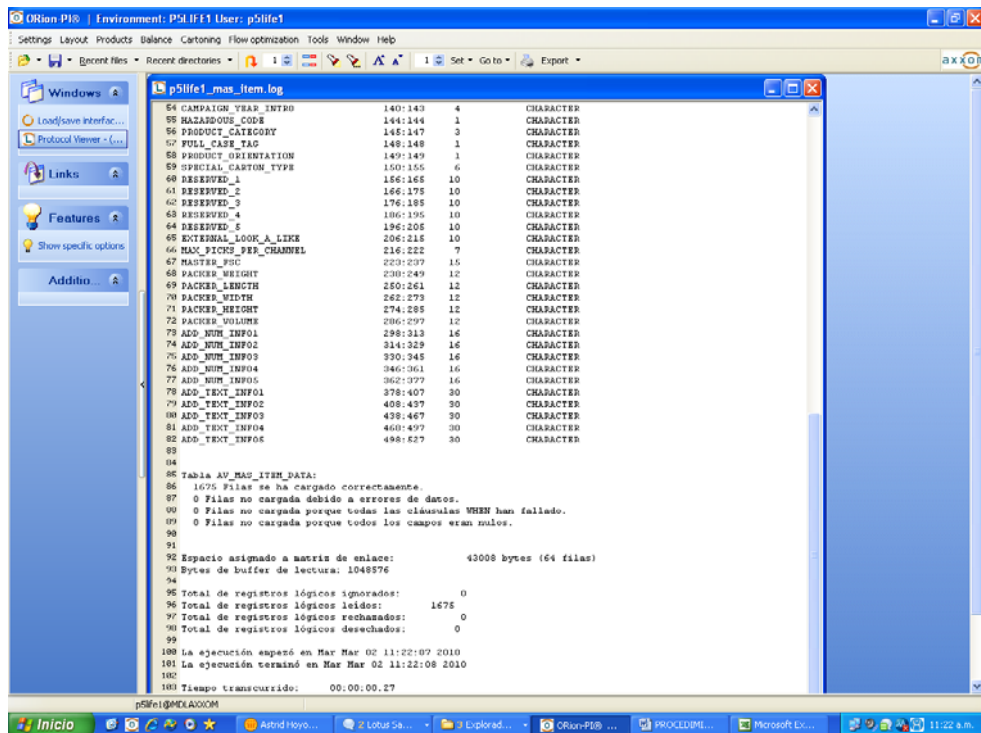 ORion-PI® | Environment: P5LIFE1 User: p5life1
Settings Layout Products Balance Cartoning Flow optimization Tools Window Help
Recent files Recent directories 1 A A 1 Set Go to Export axxon
Windows
Load/save interfac...
Protocol Viewer - (...
Links
Features
Show specific options
Additio...
p5life1_mas_item.log
54 CAMPAIGN_YEAR_INTRO 140:143 4 CHARACTER
55 HAZARDOUS_CODE 144:144 1 CHARACTER
56 PRODUCT_CATEGORY 145:147 3 CHARACTER
57 FULL_CASE_TAG 148:148 1 CHARACTER
58 PRODUCT_ORIENTATION 149:149 1 CHARACTER
59 SPECIAL_CARTON_TYPE 150:155 6 CHARACTER
60 RESERVED_1 156:165 10 CHARACTER
61 RESERVED_2 166:175 10 CHARACTER
62 RESERVED_3 176:185 10 CHARACTER
63 RESERVED_4 186:195 10 CHARACTER
64 RESERVED_5 196:205 10 CHARACTER
65 EXTERNAL_LOOK_A_LIKE 206:215 10 CHARACTER
66 MAX_PICKS_PER_CHANNEL 216:222 7 CHARACTER
67 MASTER_FSC 223:237 15 CHARACTER
68 PACKER_WEIGHT 238:249 12 CHARACTER
69 PACKER_LENGTH 250:261 12 CHARACTER
70 PACKER_WIDTH 262:273 12 CHARACTER
71 PACKER_HEIGHT 274:285 12 CHARACTER
72 PACKER_VOLUME 286:297 12 CHARACTER
73 ADD_NUM_INFO1 298:313 16 CHARACTER
74 ADD_NUM_INFO2 314:329 16 CHARACTER
75 ADD_NUM_INFO3 330:345 16 CHARACTER
76 ADD_NUM_INFO4 346:361 16 CHARACTER
77 ADD_NUM_INFO5 362:377 16 CHARACTER
78 ADD_TEXT_INFO1 378:407 30 CHARACTER
79 ADD_TEXT_INFO2 408:437 30 CHARACTER
80 ADD_TEXT_INFO3 438:467 30 CHARACTER
81 ADD_TEXT_INFO4 468:497 30 CHARACTER
82 ADD_TEXT_INFO5 498:527 30 CHARACTER
83
84
85 Tabla AV_MAS_ITEM_DATA:
86 1675 Filas se ha cargado correctamente.
87 0 Filas no cargada debido a errores de datos.
88 0 Filas no cargada porque todas las cláusulas WHEN han fallado.
89 0 Filas no cargada porque todos los campos eran nulos.
90
91
92 Espacio asignado a matriz de enlace: 43008 bytes (64 filas)
93 Bytes de buffer de lectura: 1048576
94
95 Total de registros lógicos ignorados: 0
96 Total de registros lógicos leídos: 1675
97 Total de registros lógicos rechazados: 0
98 Total de registros lógicos desechados: 0
99
100 La ejecución empezó en Mar Mar 02 11:22:07 2010
101 La ejecución terminó en Mar Mar 02 11:22:08 2010
102
103 Tiempo transcurrido: 00:00:00.27
p5life1@MDLAXXOM
Inicio Astrid Hoyo... 2 Lotus Sa... 3 Explorad... ORion-PI® ... PROCEDIMI... Microsoft Ex... 11:22 a.m.